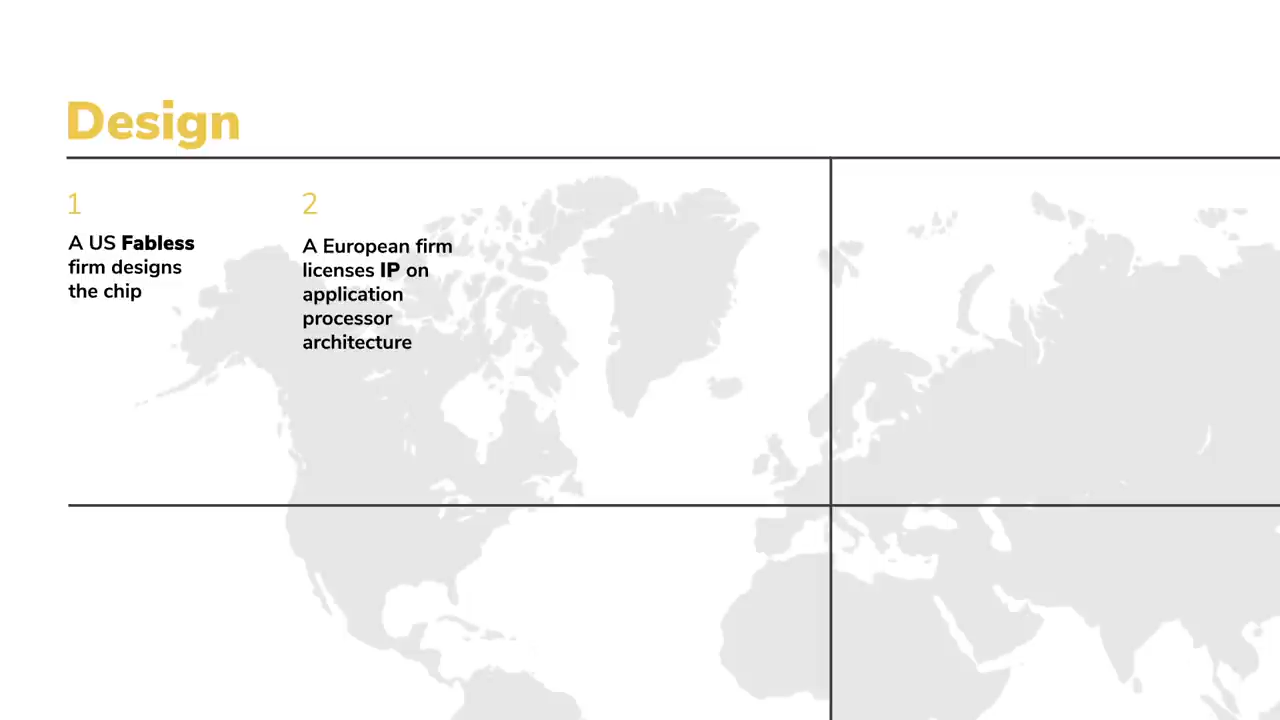 Design
1
A US Fabless
firm designs
the chip
2
A European firm
licenses IP on
application
processor
architecture